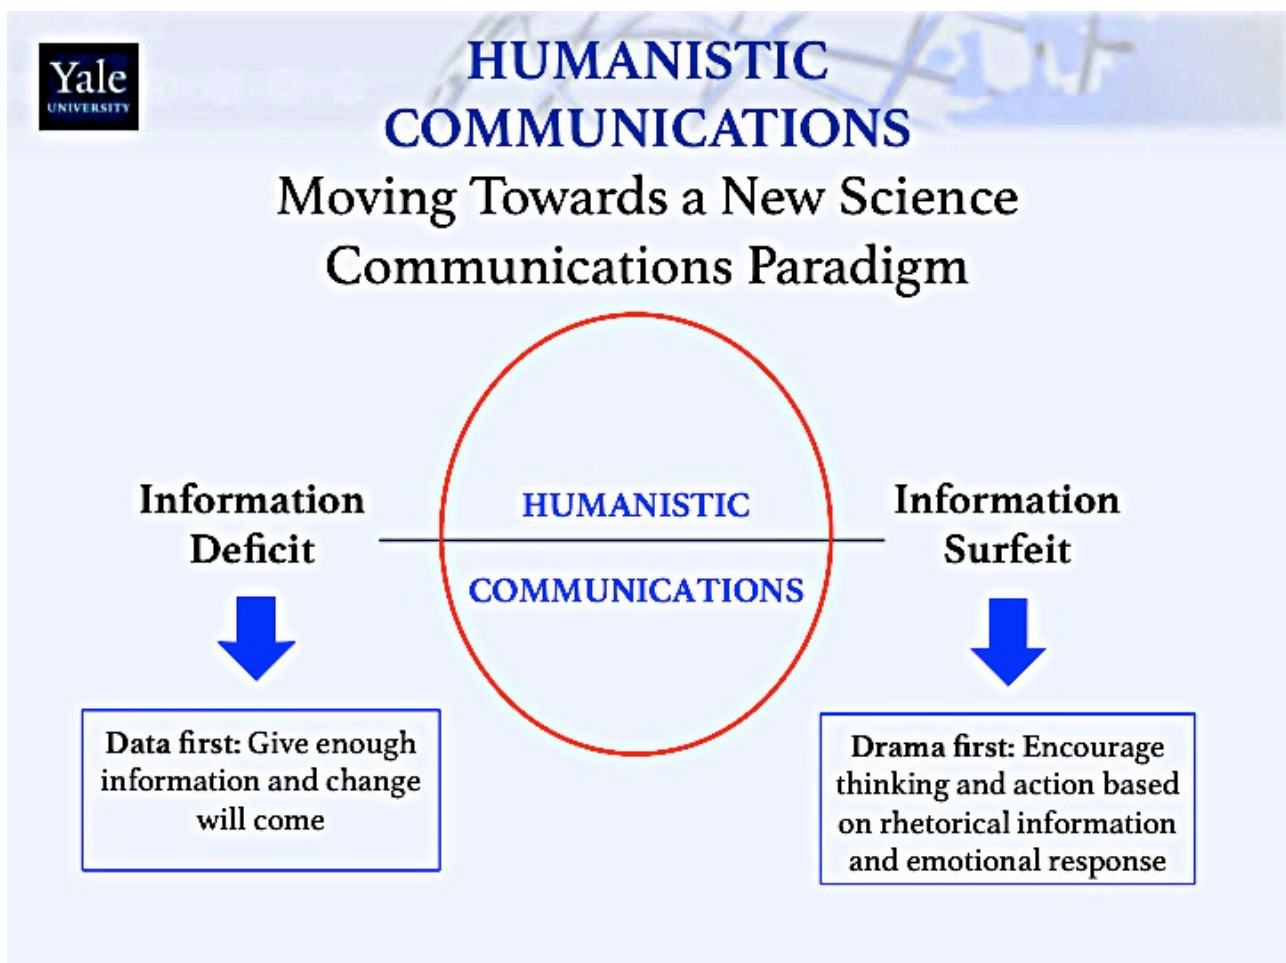 Yale
UNIVERSITY
HUMANISTIC
COMMUNICATIONS
Moving Towards a New Science
Communications Paradigm
Information
Deficit
HUMANISTIC
COMMUNICATIONS
Information
Surfeit
Data first: Give enough
information and change
will come
Drama first: Encourage
thinking and action based
on rhetorical information
and emotional response